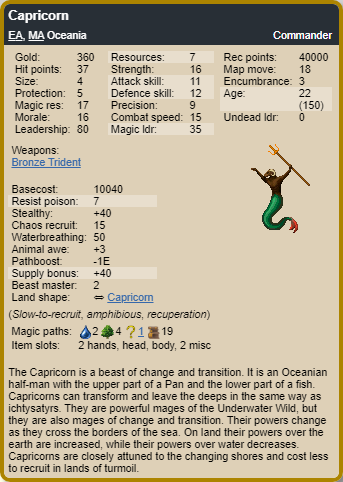 Capricorn
EA, MA Oceania Commander
Gold: 360 Resources: 7 Rec points: 40000
Hit points: 37 Strength: 16 Map move: 18
Size: 4 Attack skill: 11 Encumbrance: 3
Protection: 5 Defence skill: 12 Age: 22
Magic res: 17 Precision: 9 (150)
Morale: 16 Combat speed: 15 Undead ldr: 0
Leadership: 80 Magic ldr: 35
Weapons:
Bronze Trident
Basecost: 10040
Resist poison: 7
Stealthy: +40
Chaos recruit: 15
Waterbreathing: 50
Animal awe: +3
Pathboost: -1E
Supply bonus: +40
Beast master: 2
Land shape: ⇔ Capricorn
(Slow-to-recruit, amphibious, recuperation)
Magic paths: 2 4 ? 1 19
Item slots: 2 hands, head, body, 2 misc
The Capricorn is a beast of change and transition. It is an Oceanian
half-man with the upper part of a Pan and the lower part of a fish.
Capricorns can transform and leave the deeps in the same way as
ichtysatyrs. They are powerful mages of the Underwater Wild, but
they are also mages of change and transition. Their powers change
as they cross the borders of the sea. On land their powers over the
earth are increased, while their powers over water decreases.
Capricorns are closely attuned to the changing shores and cost less
to recruit in lands of turmoil.